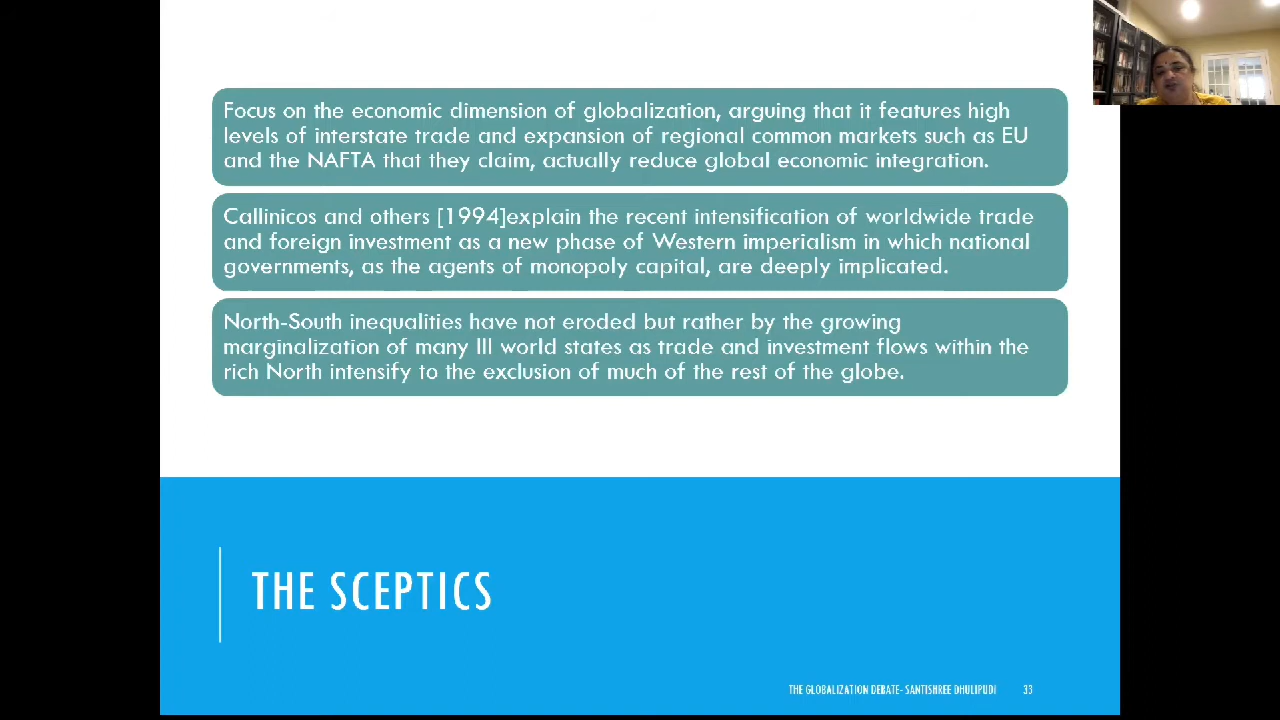 Focus on the economic dimension of globalization, arguing that it features high
levels of interstate trade and expansion of regional common markets such as EU
and the NAFTA that they claim, actually reduce global economic integration.
Callinicos and others [1994]explain the recent intensification of worldwide trade
and foreign investment as a new phase of Western imperialism in which national
governments, as the agents of monopoly capital, are deeply implicated.
North-South inequalities have not eroded but rather by the growing
marginalization of many III world states as trade and investment flows within the
rich North intensify to the exclusion of much of the rest of the globe.
THE SCEPTICS
THE GLOBALIZATION DEBATE- SANTISHREE DHULIPUDI 33